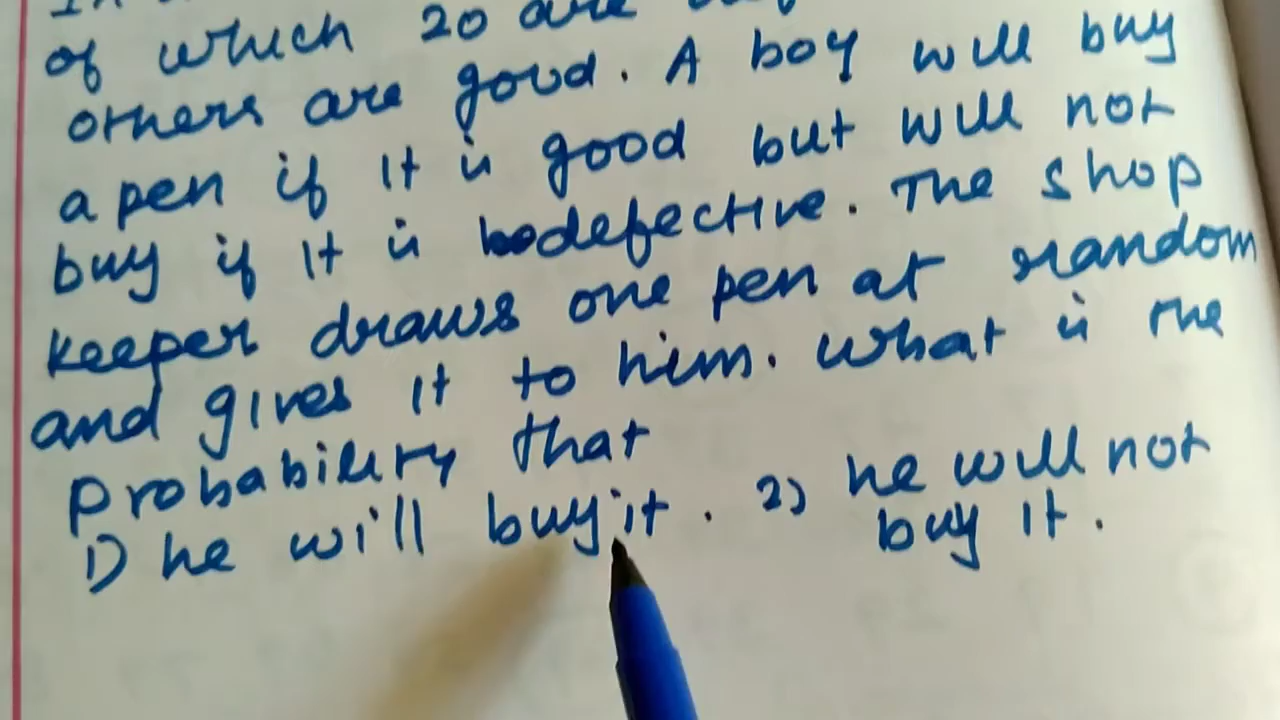 of which 20 are
others are good. A boy will buy
a pen if it is good but will not
buy if it is defective. The shop
keeper draws one pen at random
and gives it to him. What is the
Probability that
1) he will buy it. 2) he will not
buy it.